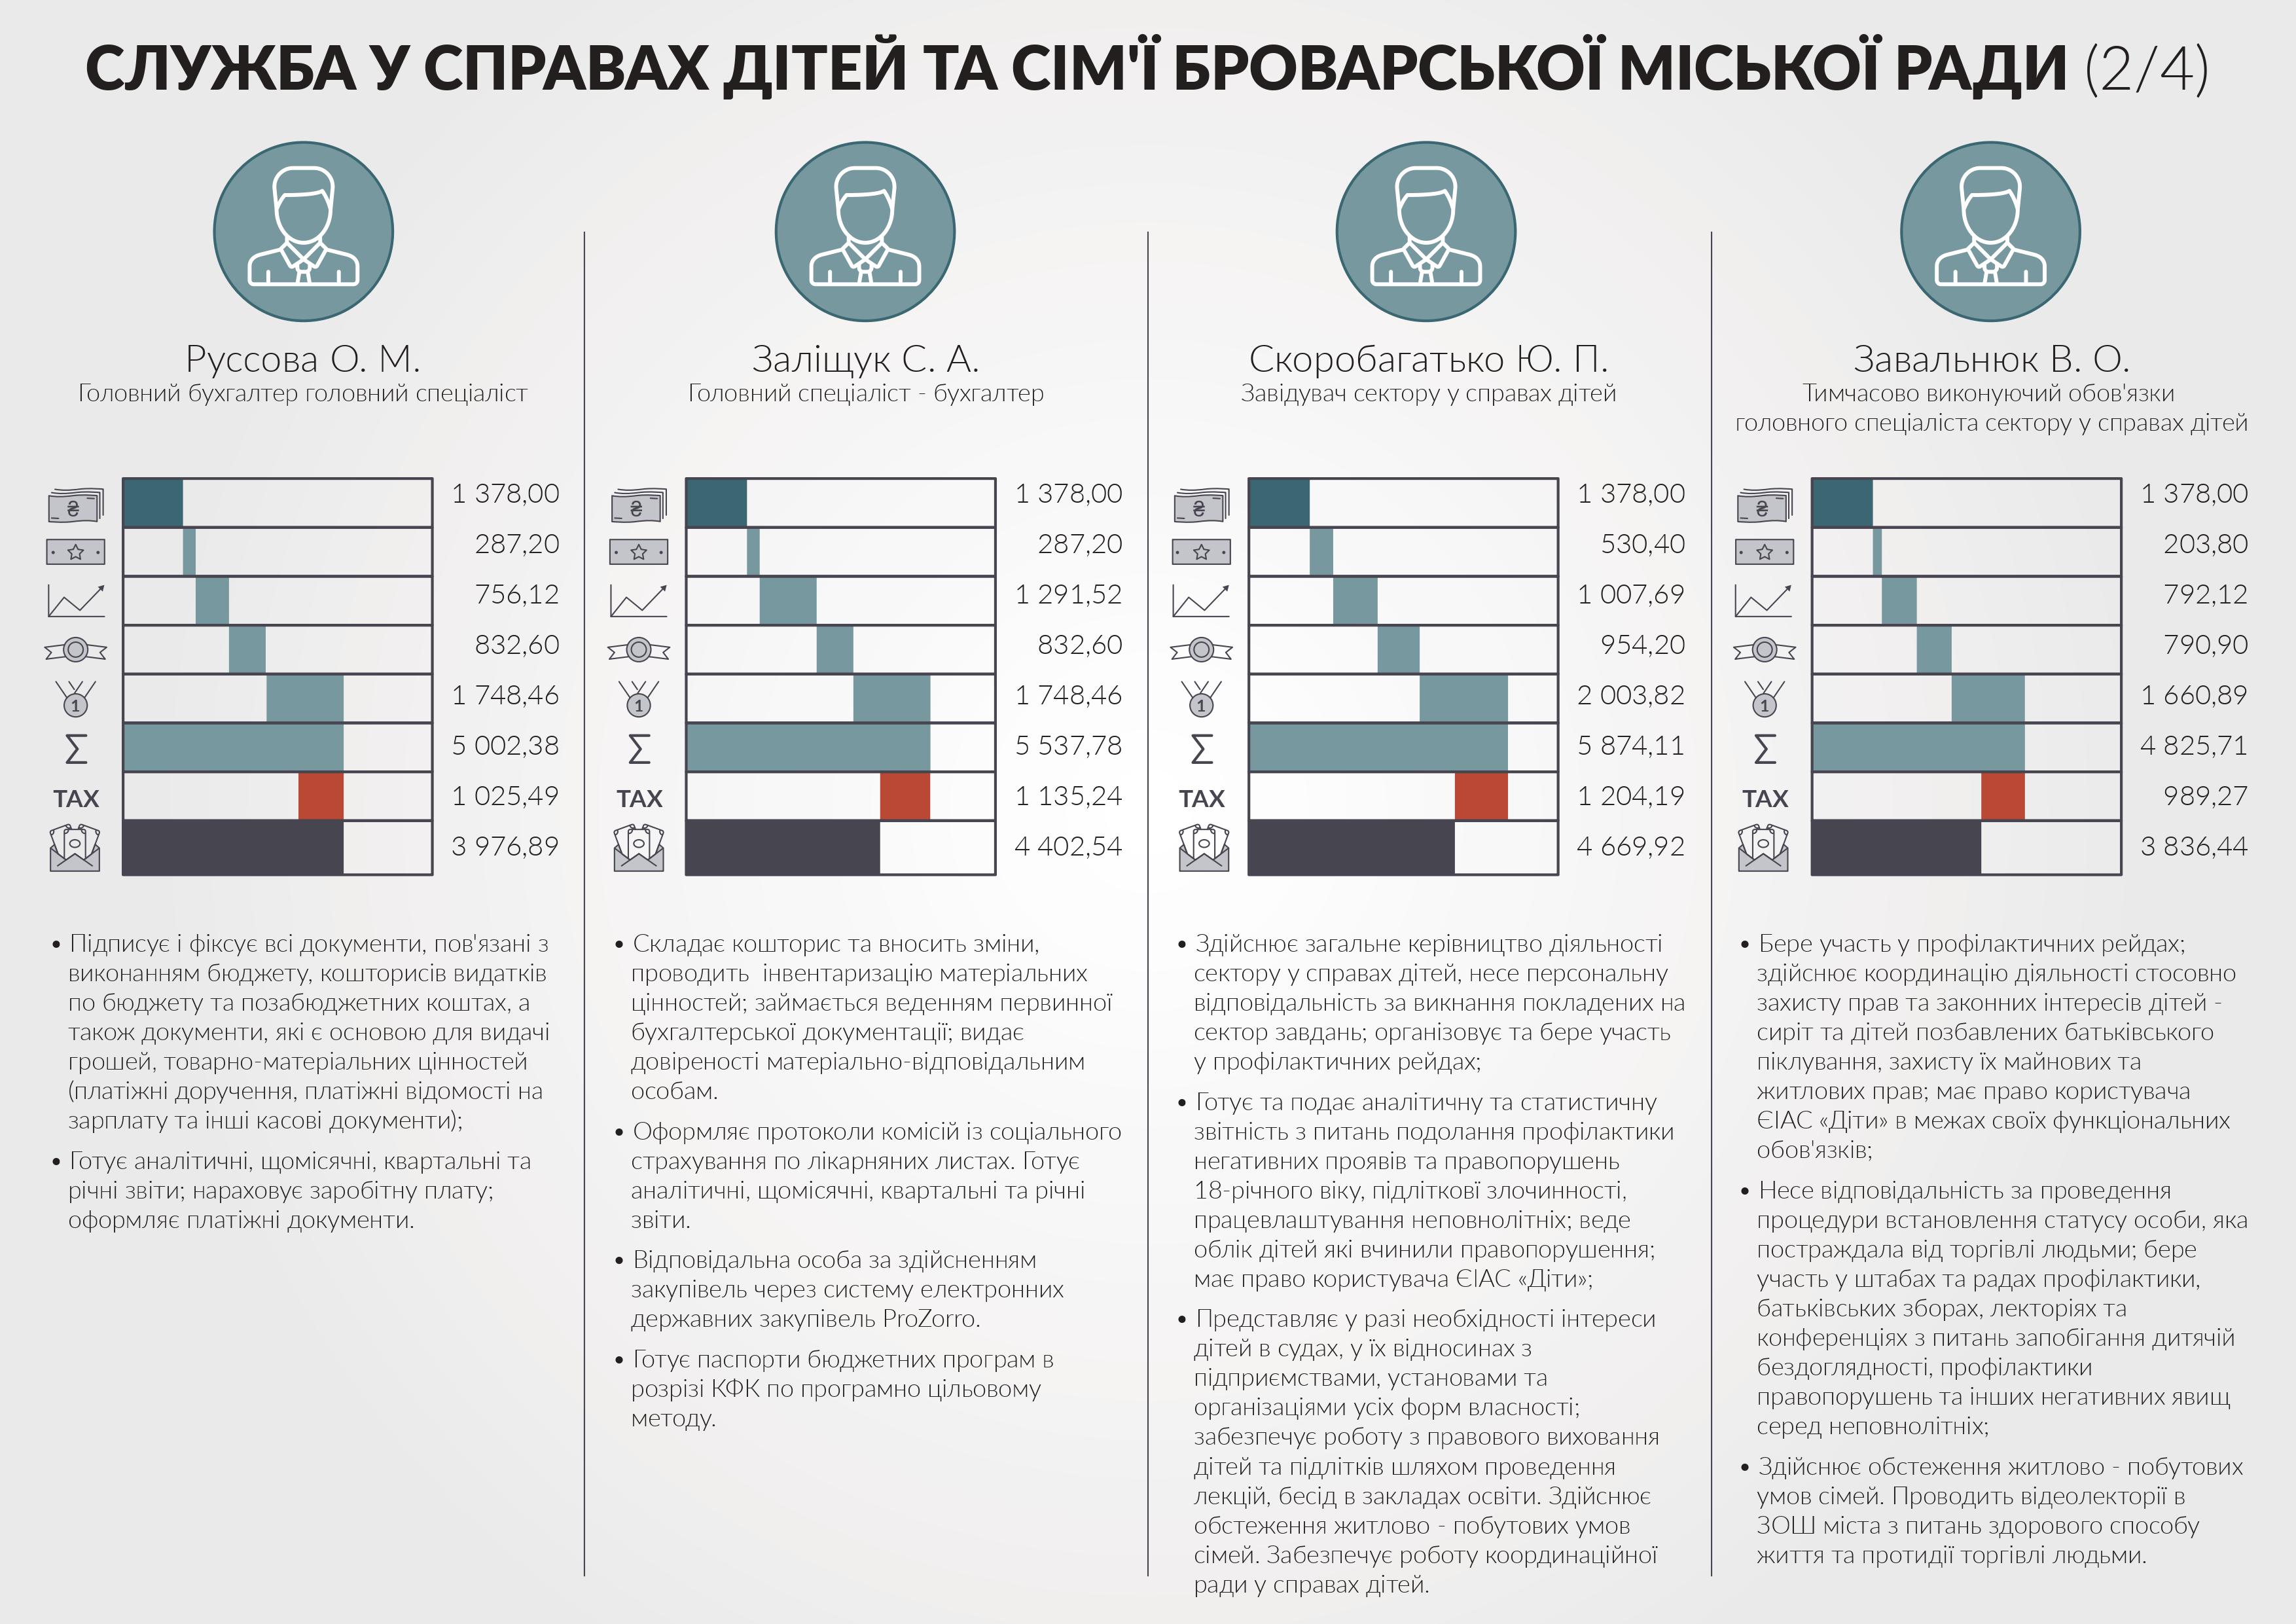 СЛУЖБА У СПРАВАХ ДІТЕЙ ТА СІМ'Ї БРОВАРСЬКОЇ МІСЬКОЇ РАДИ (2/4)
Руссова О. М.
Головний бухгалтер головний спеціаліст
₴
1 378,00
287,20
756,12
832,60
1
1 748,46
Σ
5 002,38
TAX
1 025,49
3 976,89
• Підписує і фіксує всі документи, пов'язані з
виконанням бюджету, кошторисів видатків
по бюджету та позабюджетних коштах, а
також документи, які є основою для видачі
грошей, товарно-матеріальних цінностей
(платіжні доручення, платіжні відомості на
зарплату та інші касові документи);
• Готує аналітичні, щомісячні, квартальні та
річні звіти; нараховує заробітну плату;
оформляє платіжні документи.
Заліщук С. А.
Головний спеціаліст - бухгалтер
₴
1 378,00
287,20
1 291,52
832,60
1
1 748,46
Σ
5 537,78
TAX
1 135,24
4 402,54
• Складає кошторис та вносить зміни,
проводить  інвентаризацію матеріальних
цінностей; займається веденням первинної
бухгалтерської документації; видає
довіреності матеріально-відповідальним
особам.
• Оформляє протоколи комісій із соціального
страхування по лікарняних листах. Готує
аналітичні, щомісячні, квартальні та річні
звіти.
• Відповідальна особа за здійсненням
закупівель через систему електронних
державних закупівель ProZorro.
• Готує паспорти бюджетних програм в
розрізі КФК по програмно цільовому
методу.
Скоробагатько Ю. П.
Завідувач сектору у справах дітей
₴
1 378,00
530,40
1 007,69
954,20
1
2 003,82
Σ
5 874,11
TAX
1 204,19
4 669,92
• Здійснює загальне керівництво діяльності
сектору у справах дітей, несе персональну
відповідальність за викнання покладених на
сектор завдань; організовує та бере участь
у профілактичних рейдах;
• Готує та подає аналітичну та статистичну
звітність з питань подолання профілактики
негативних проявів та правопорушень
18-річного віку, підліткові злочинності,
працевлаштування неповнолітніх; веде
облік дітей які вчинили правопорушення;
має право користувача ЄІАС «Діти»;
• Представляє у разі необхідності інтереси
дітей в судах, у їх відносинах з
підприємствами, установами та
організаціями усіх форм власності;
забезпечує роботу з правового виховання
дітей та підлітків шляхом проведення
лекцій, бесід в закладах освіти. Здійснює
обстеження житлово - побутових умов
сімей. Забезпечує роботу координаційної
ради у справах дітей.
Завальнюк В. О.
Тимчасово виконуючий обов'язки
головного спеціаліста сектору у справах дітей
₴
1 378,00
203,80
792,12
790,90
1
1 660,89
Σ
4 825,71
TAX
989,27
3 836,44
• Бере участь у профілактичних рейдах;
здійснює координацію діяльності стосовно
захисту прав та законних інтересів дітей -
сиріт та дітей позбавлених батьківського
піклування, захисту їх майнових та
житлових прав; має право користувача
ЄІАС «Діти» в межах своїх функціональних
обов'язків;
• Несе відповідальність за проведення
процедури встановлення статусу особи, яка
постраждала від торгівлі людьми; бере
участь у штабах та радах профілактики,
батьківських зборах, лекторіях та
конференціях з питань запобігання дитячій
бездоглядності, профілактики
правопорушень та інших негативних явищ
серед неповнолітніх;
• Здійснює обстеження житлово - побутових
умов сімей. Проводить відеолекторії в
ЗОШ міста з питань здорового способу
життя та протидії торгівлі людьми.